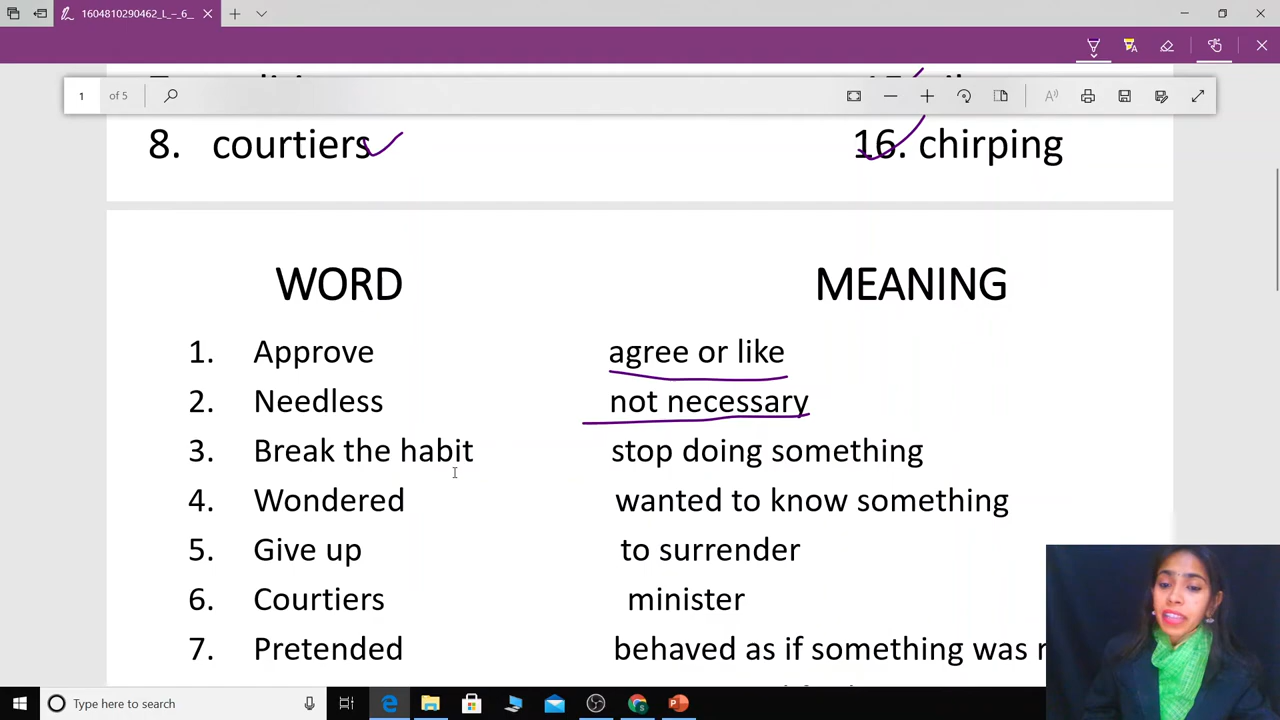 1604810290462_L_-_6_
1 of 5
8. courtiers
16. chirping
WORD MEANING
1. Approve agree or like
2. Needless not necessary
3. Break the habit stop doing something
4. Wondered wanted to know something
5. Give up to surrender
6. Courtiers minister
7. Pretended behaved as if something was
Type here to search